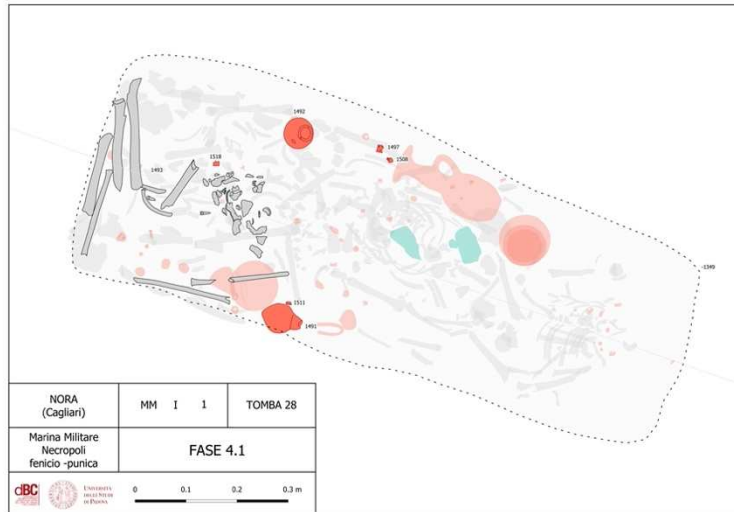 1492
1497
1508
1518
1493
-1349
1511
1491
NORA
(Cagliari)
MM I 1
TOMBA 28
Marina Militare
Necropoli
fenicio -punica
FASE 4.1
dBC
UNIVERSITÀ
DEGLI STUDI
DI PADOVA
0 0.1 0.2 0.3 m